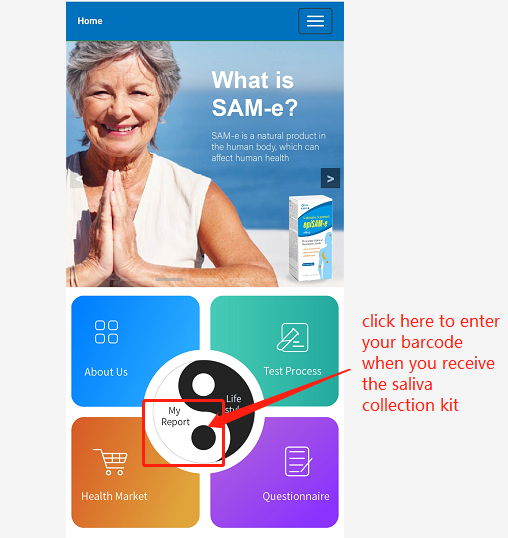 Home
What is
SAM-e?
SAM-e is a natural product in
the human body, which can
affect human health
>
epiSAM-e
About Us
Test Process
My
Report
Life
Health Market
Questionnaire
click here to enter
your barcode
when you receive
the saliva
collection kit